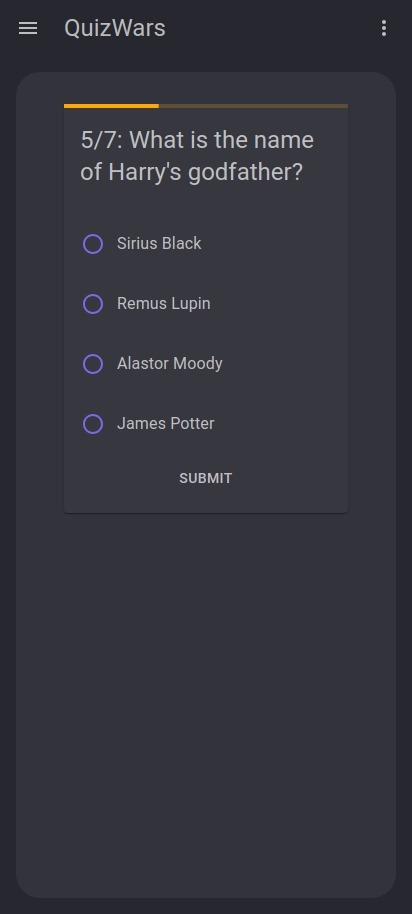 QuizWars
5/7: What is the name
of Harry's godfather?
Sirius Black
Remus Lupin
Alastor Moody
James Potter
SUBMIT